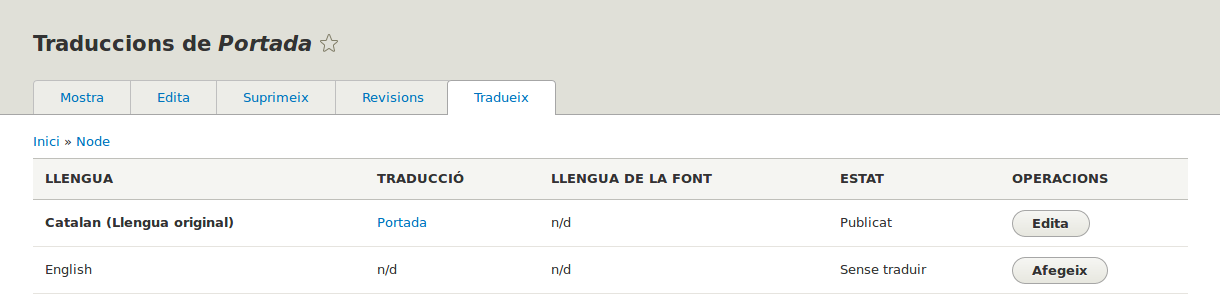 Traduccions de Portada
Mostra Edita Suprimeix Revisions Tradueix
Inici » Node
LLENGUA TRADUCCIÓ LLENGUA DE LA FONT ESTAT OPERACIONS
Catalan (Llengua original) Portada n/d Publicat Edita
English n/d n/d Sense traduir Afegeix